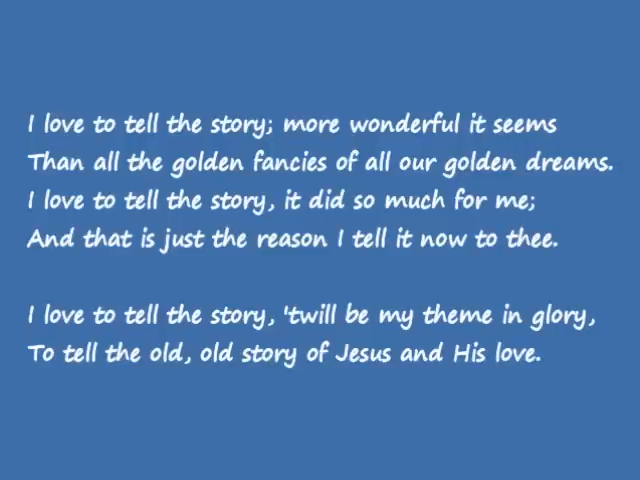 I love to tell the story; more wonderful it seems
Than all the golden fancies of all our golden dreams.
I love to tell the story, it did so much for me;
And that is just the reason I tell it now to thee.
I love to tell the story, 'twill be my theme in glory,
To tell the old, old story of Jesus and His love.